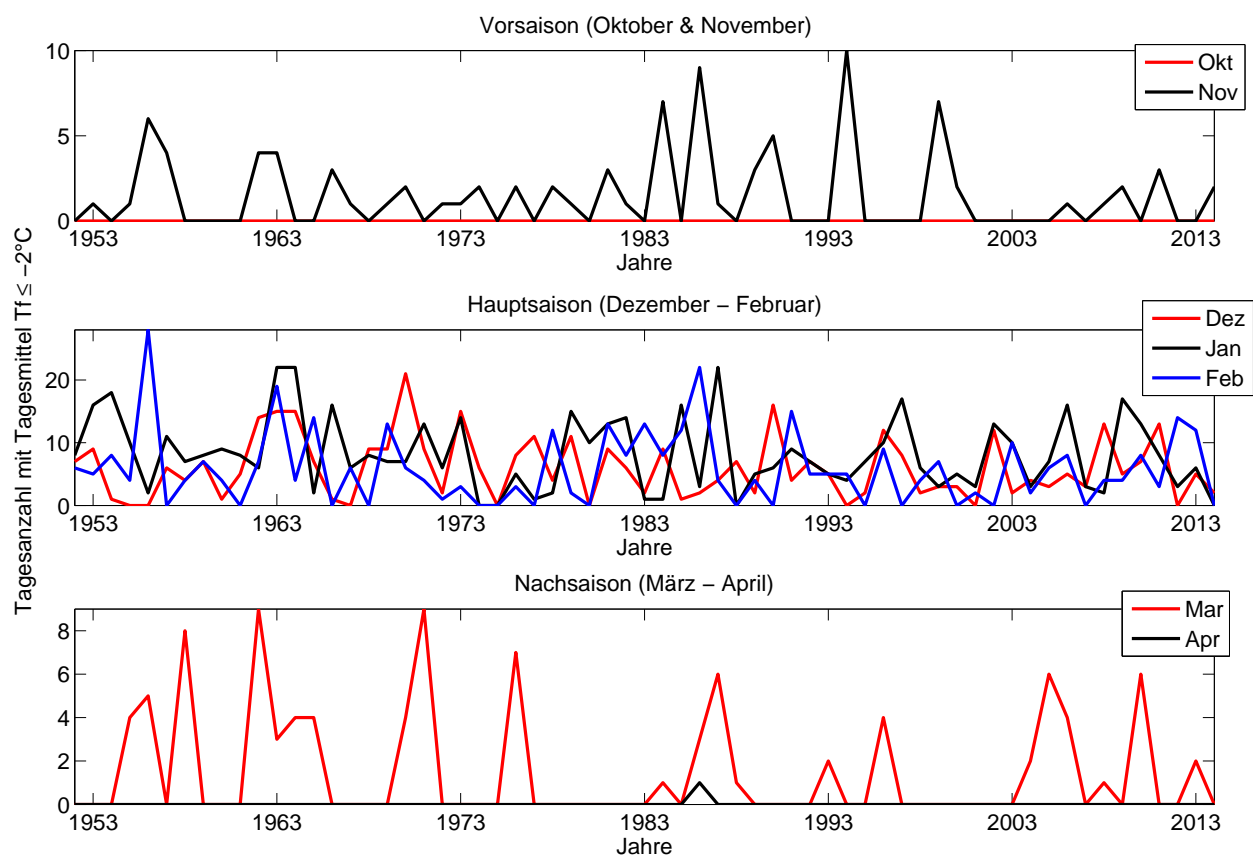 Vorsaison (Oktober & November)
10
5
0
Okt
Nov
1953 1963 1973 1983 1993 2003 2013
Jahre
Tagesanzahl mit Tagesmittel Tf ≤ −2°C
Hauptsaison (Dezember − Februar)
20
10
0
Dez
Jan
Feb
1953 1963 1973 1983 1993 2003 2013
Jahre
Nachsaison (März − April)
8
6
4
2
0
Mar
Apr
1953 1963 1973 1983 1993 2003 2013
Jahre